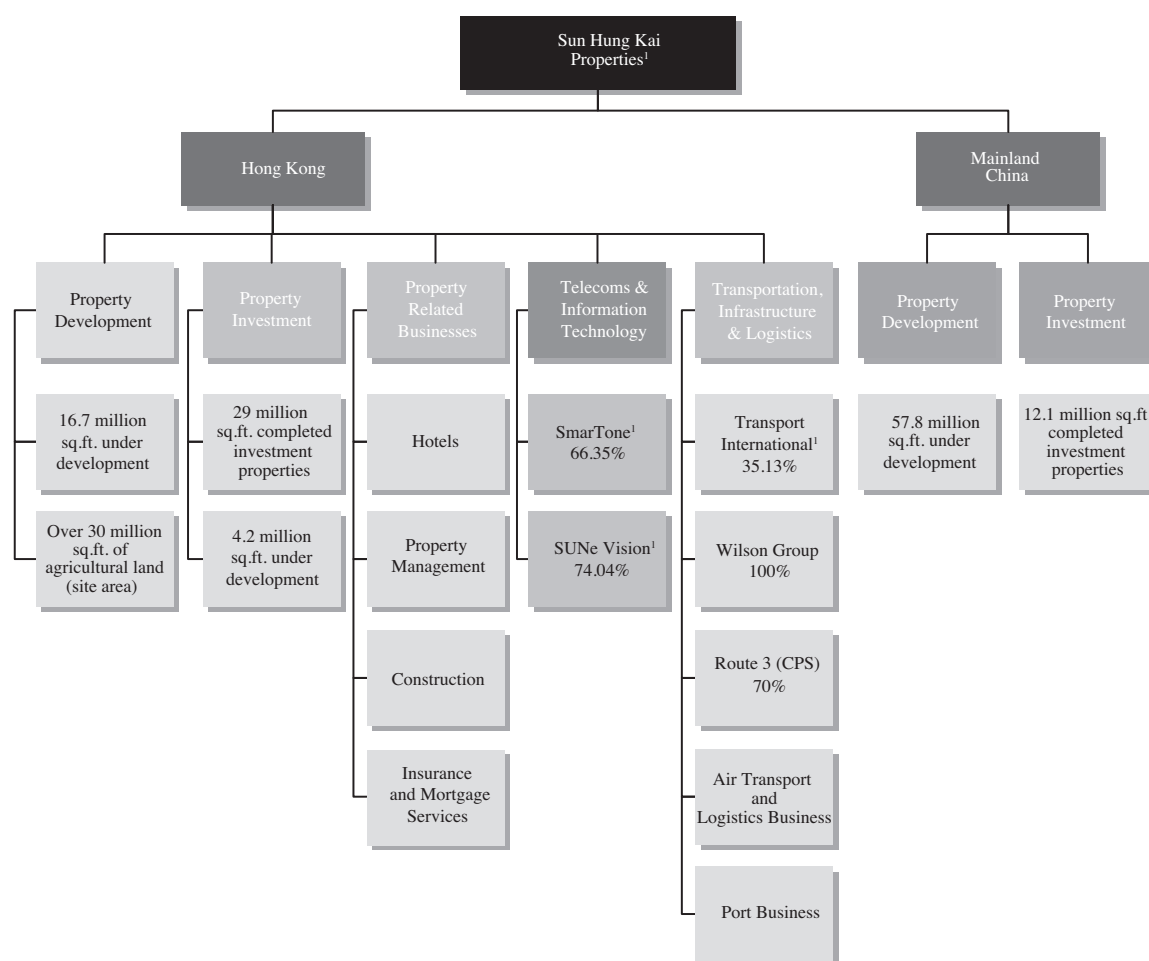 Sun Hung Kai
Properties¹
Hong Kong
Mainland
China
Property
Development
Property
Investment
Property
Related
Businesses
Telecoms &
Information
Technology
Transportation,
Infrastructure
& Logistics
Property
Development
Property
Investment
16.7 million
sq.ft. under
development
29 million
sq.ft. completed
investment
properties
Hotels
SmarTone¹
66.35%
Transport
International¹
35.13%
57.8 million
sq.ft. under
development
12.1 million sq.ft
completed
investment
properties
Over 30 million
sq.ft. of
agricultural land
(site area)
4.2 million
sq.ft. under
development
Property
Management
SUNe Vision¹
74.04%
Wilson Group
100%
Construction
Route 3 (CPS)
70%
Insurance
and Mortgage
Services
Air Transport
and
Logistics Business
Port Business